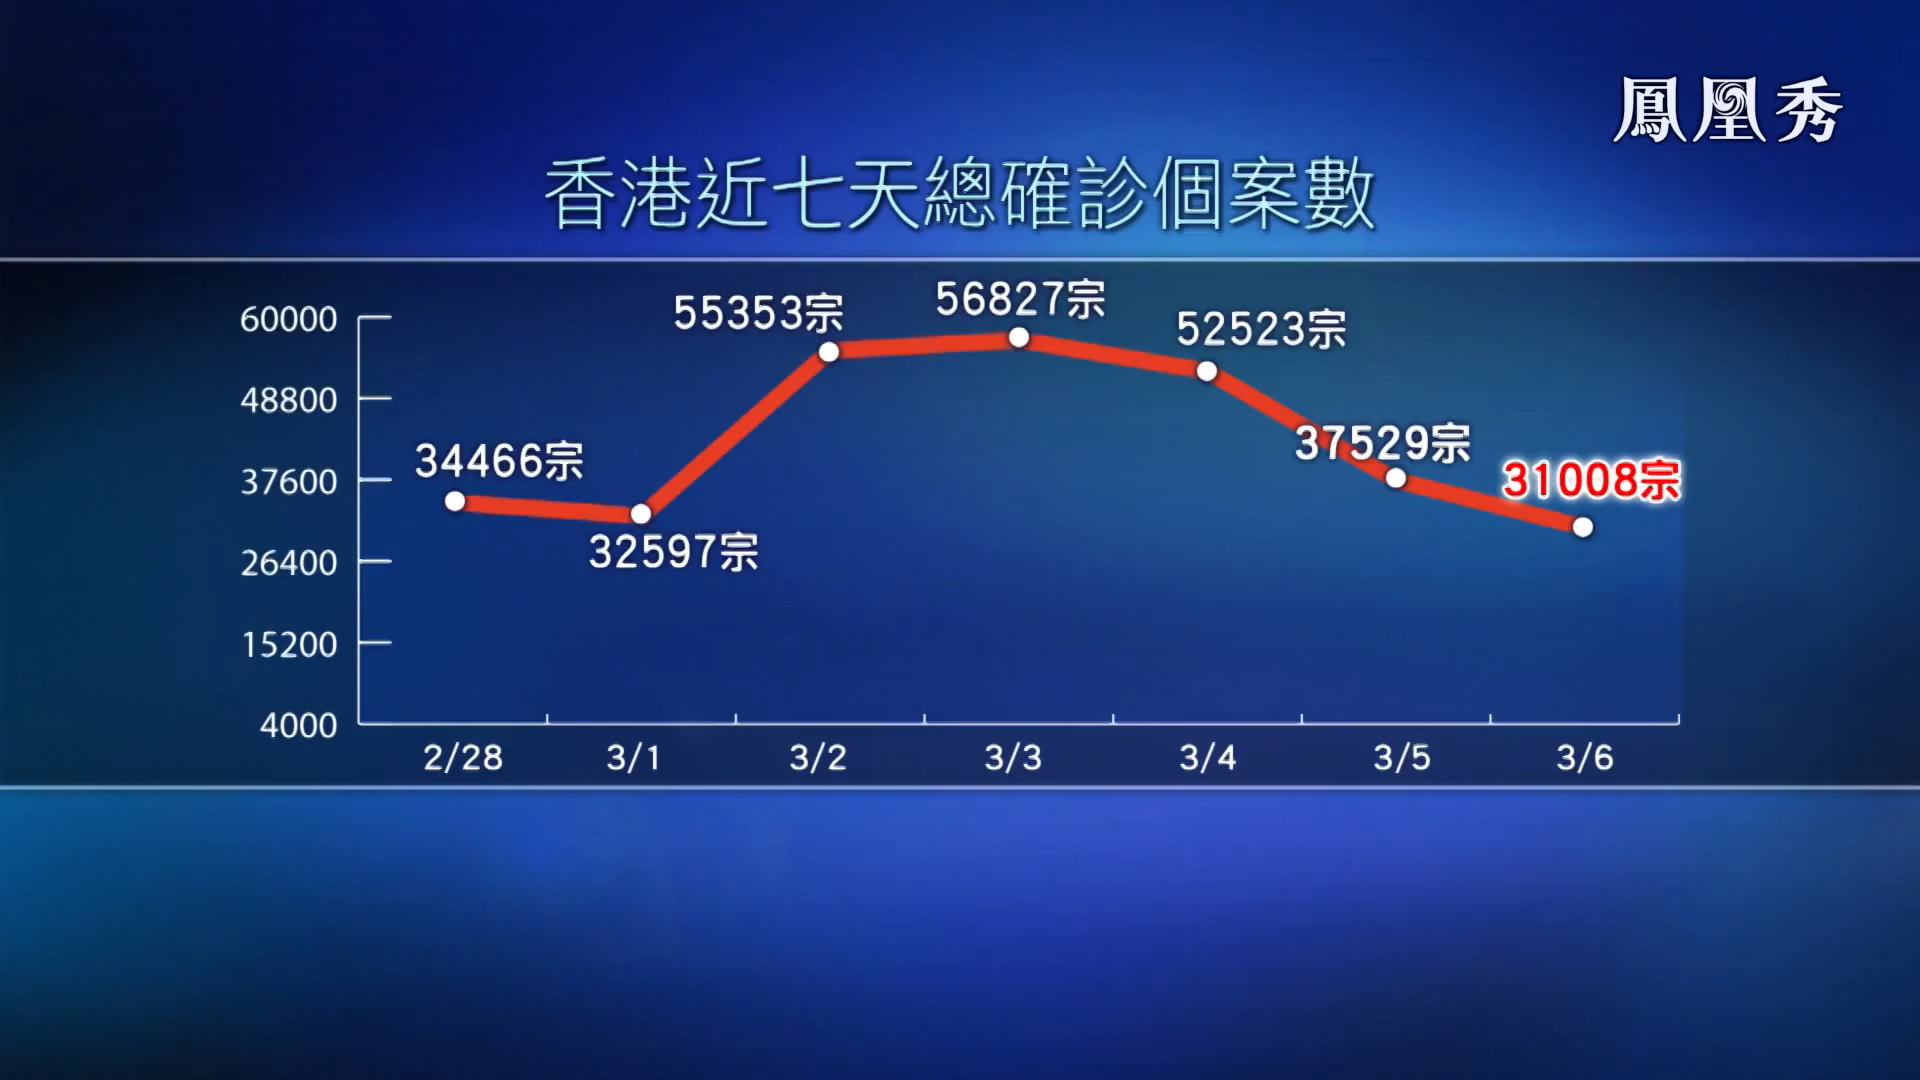 鳳凰秀
香港近七天總確診個案數
60000
48800
37600
26400
15200
4000
34466宗
32597宗
55353宗
56827宗
52523宗
37529宗
31008宗
2/28 3/1 3/2 3/3 3/4 3/5 3/6